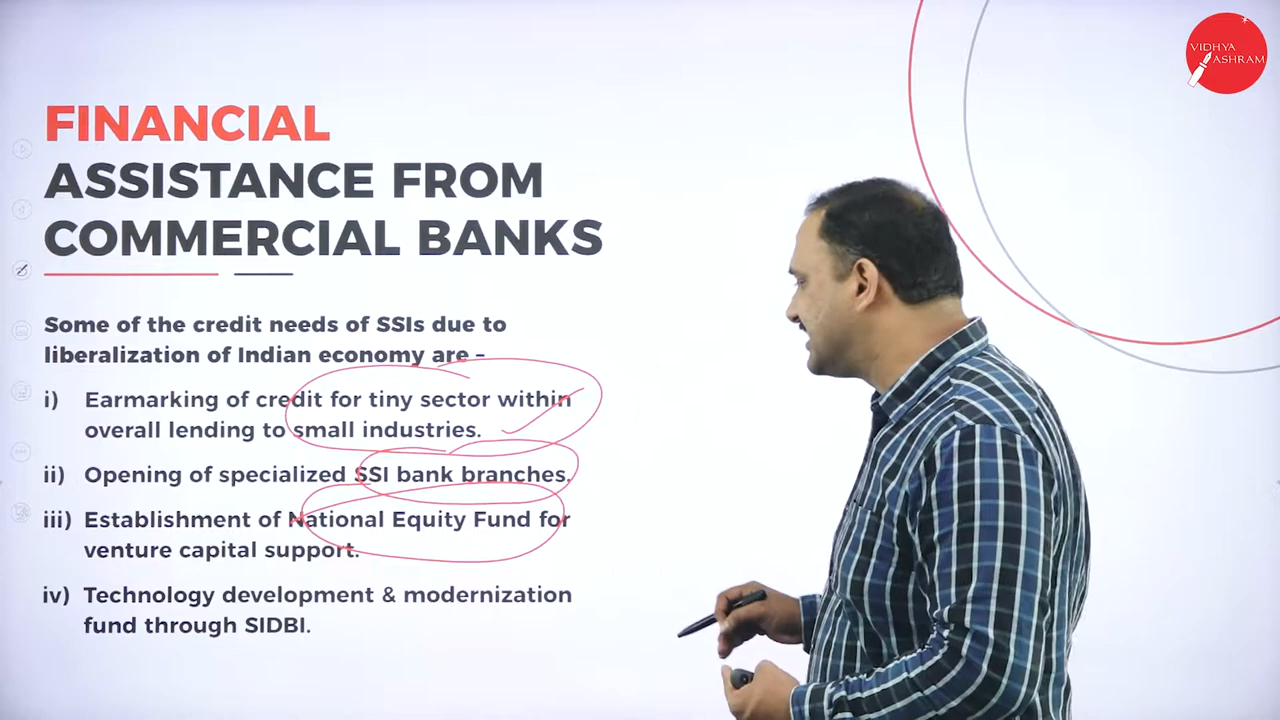 VIDHYA
ASHRAM
FINANCIAL
ASSISTANCE FROM
COMMERCIAL BANKS
Some of the credit needs of SSIs due to
liberalization of Indian economy are –
i) Earmarking of credit for tiny sector within
overall lending to small industries.
ii) Opening of specialized SSI bank branches.
iii) Establishment of National Equity Fund for
venture capital support.
iv) Technology development & modernization
fund through SIDBI.